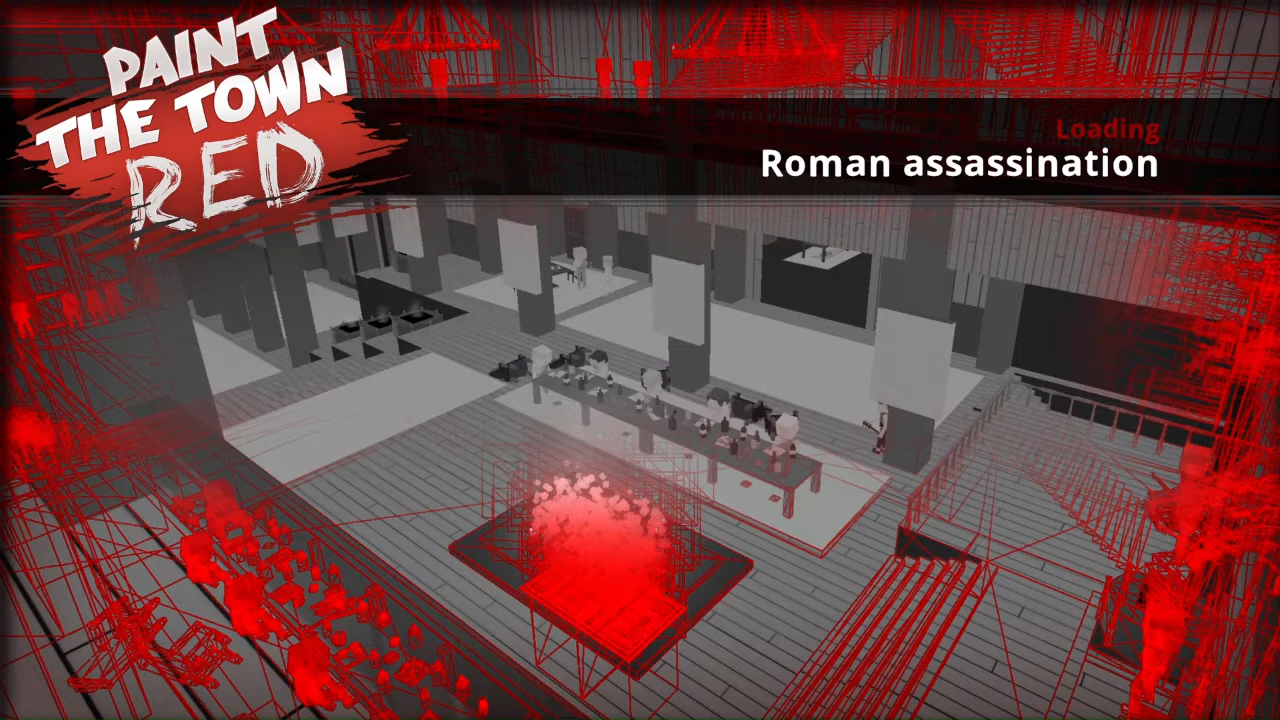 PAINT
THE TOWN
RED
Loading
Roman assassination